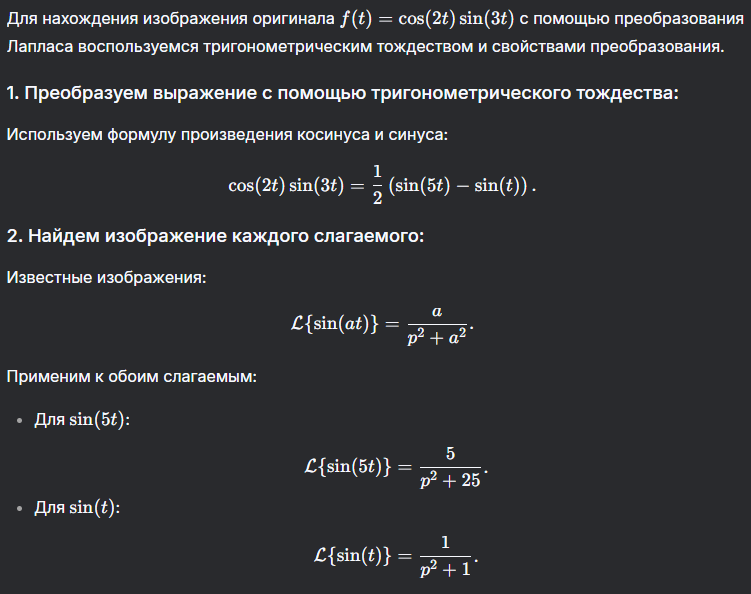 Для нахождения изображения оригинала f(t) = cos(2t) sin(3t) с помощью преобразования
Лапласа воспользуемся тригонометрическим тождеством и свойствами преобразования.
1. Преобразуем выражение с помощью тригонометрического тождества:
Используем формулу произведения косинуса и синуса:
cos(2t) sin(3t) = \frac{1}{2} (sin(5t) − sin(t)) .
2. Найдем изображение каждого слагаемого:
Известные изображения:
ℒ{sin(at)} = \frac{a}{p^2 + a^2}.
Применим к обоим слагаемым:
• Для sin(5t):
ℒ{sin(5t)} = \frac{5}{p^2 + 25}.
• Для sin(t):
ℒ{sin(t)} = \frac{1}{p^2 + 1}.